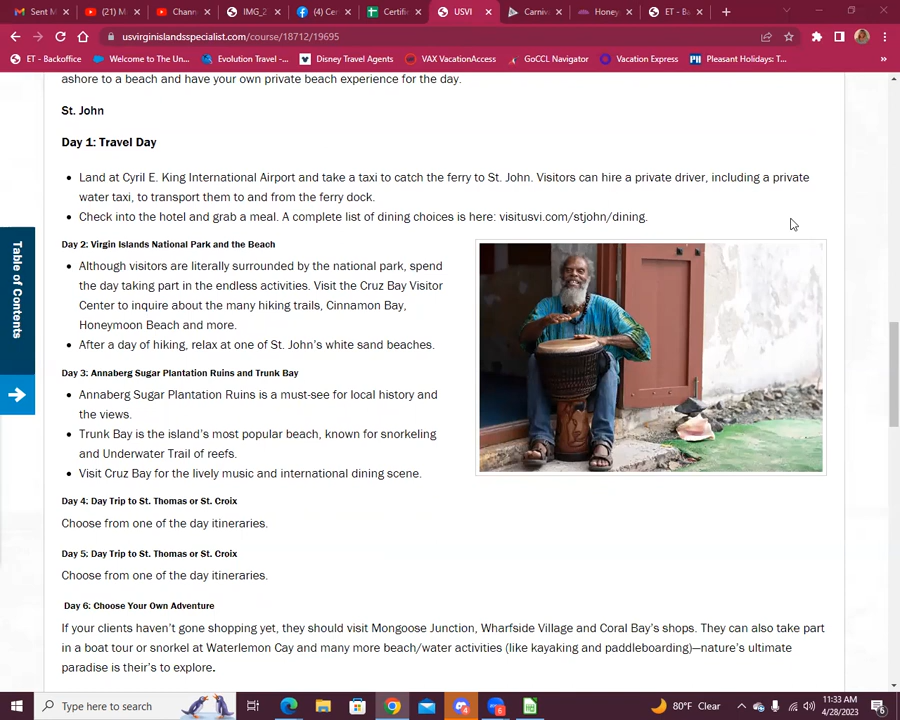 Sent M
(21) M
Chann
IMG_2
(4) Cer
Certific
USVI
Carniv
Honey
ET - Ba
usvirginislandsspecialist.com/course/18712/19695
ET - Backoffice
Welcome to The Un...
Evolution Travel -...
Disney Travel Agents
VAX VacationAccess
GoCCL Navigator
Vacation Express
Pleasant Holidays: T...
ashore to a beach and have your own private beach experience for the day.
St. John
Day 1: Travel Day
Land at Cyril E. King International Airport and take a taxi to catch the ferry to St. John. Visitors can hire a private driver, including a private
water taxi, to transport them to and from the ferry dock.
Check into the hotel and grab a meal. A complete list of dining choices is here: visitusvi.com/stjohn/dining.
Day 2: Virgin Islands National Park and the Beach
Although visitors are literally surrounded by the national park, spend
the day taking part in the endless activities. Visit the Cruz Bay Visitor
Center to inquire about the many hiking trails, Cinnamon Bay,
Honeymoon Beach and more.
After a day of hiking, relax at one of St. John's white sand beaches.
Day 3: Annaberg Sugar Plantation Ruins and Trunk Bay
Annaberg Sugar Plantation Ruins is a must-see for local history and
the views.
Trunk Bay is the island's most popular beach, known for snorkeling
and Underwater Trail of reefs.
Visit Cruz Bay for the lively music and international dining scene.
Day 4: Day Trip to St. Thomas or St. Croix
Choose from one of the day itineraries.
Day 5: Day Trip to St. Thomas or St. Croix
Choose from one of the day itineraries.
Day 6: Choose Your Own Adventure
If your clients haven't gone shopping yet, they should visit Mongoose Junction, Wharfside Village and Coral Bay's shops. They can also take part
in a boat tour or snorkel at Waterlemon Cay and many more beach/water activities (like kayaking and paddleboarding)—nature's ultimate
paradise is their's to explore.
Table of Contents
Type here to search
80°F Clear
11:33 AM
4/28/2023